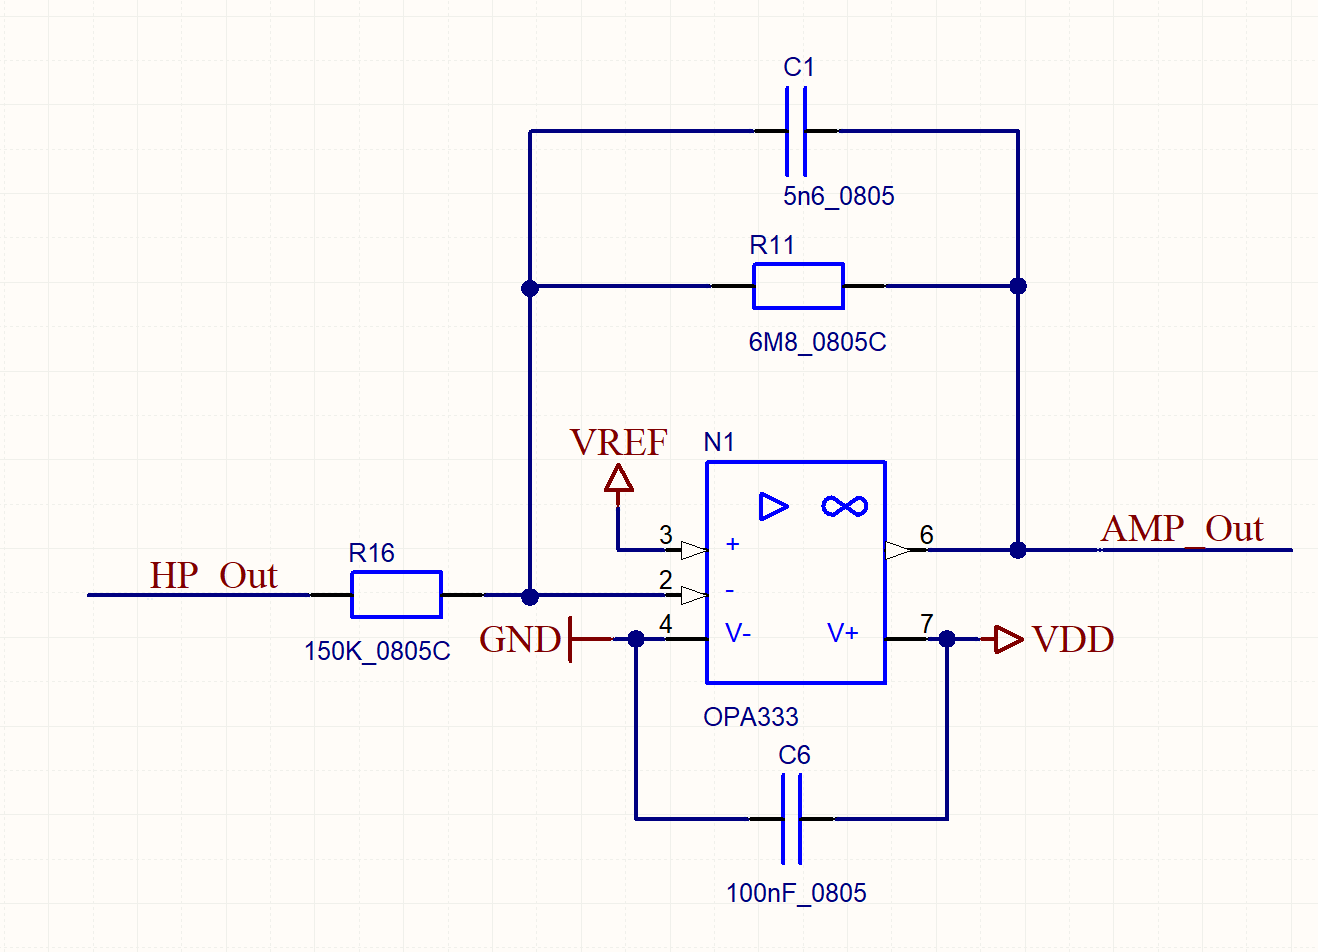 C1
5n6_0805
R11
6M8_0805C
VREF
N1
▷ ∞
3
+
6
AMP_Out
R16
HP_Out
2
-
150K_0805C
GND
4
V-
V+
7
VDD
OPA333
C6
100nF_0805